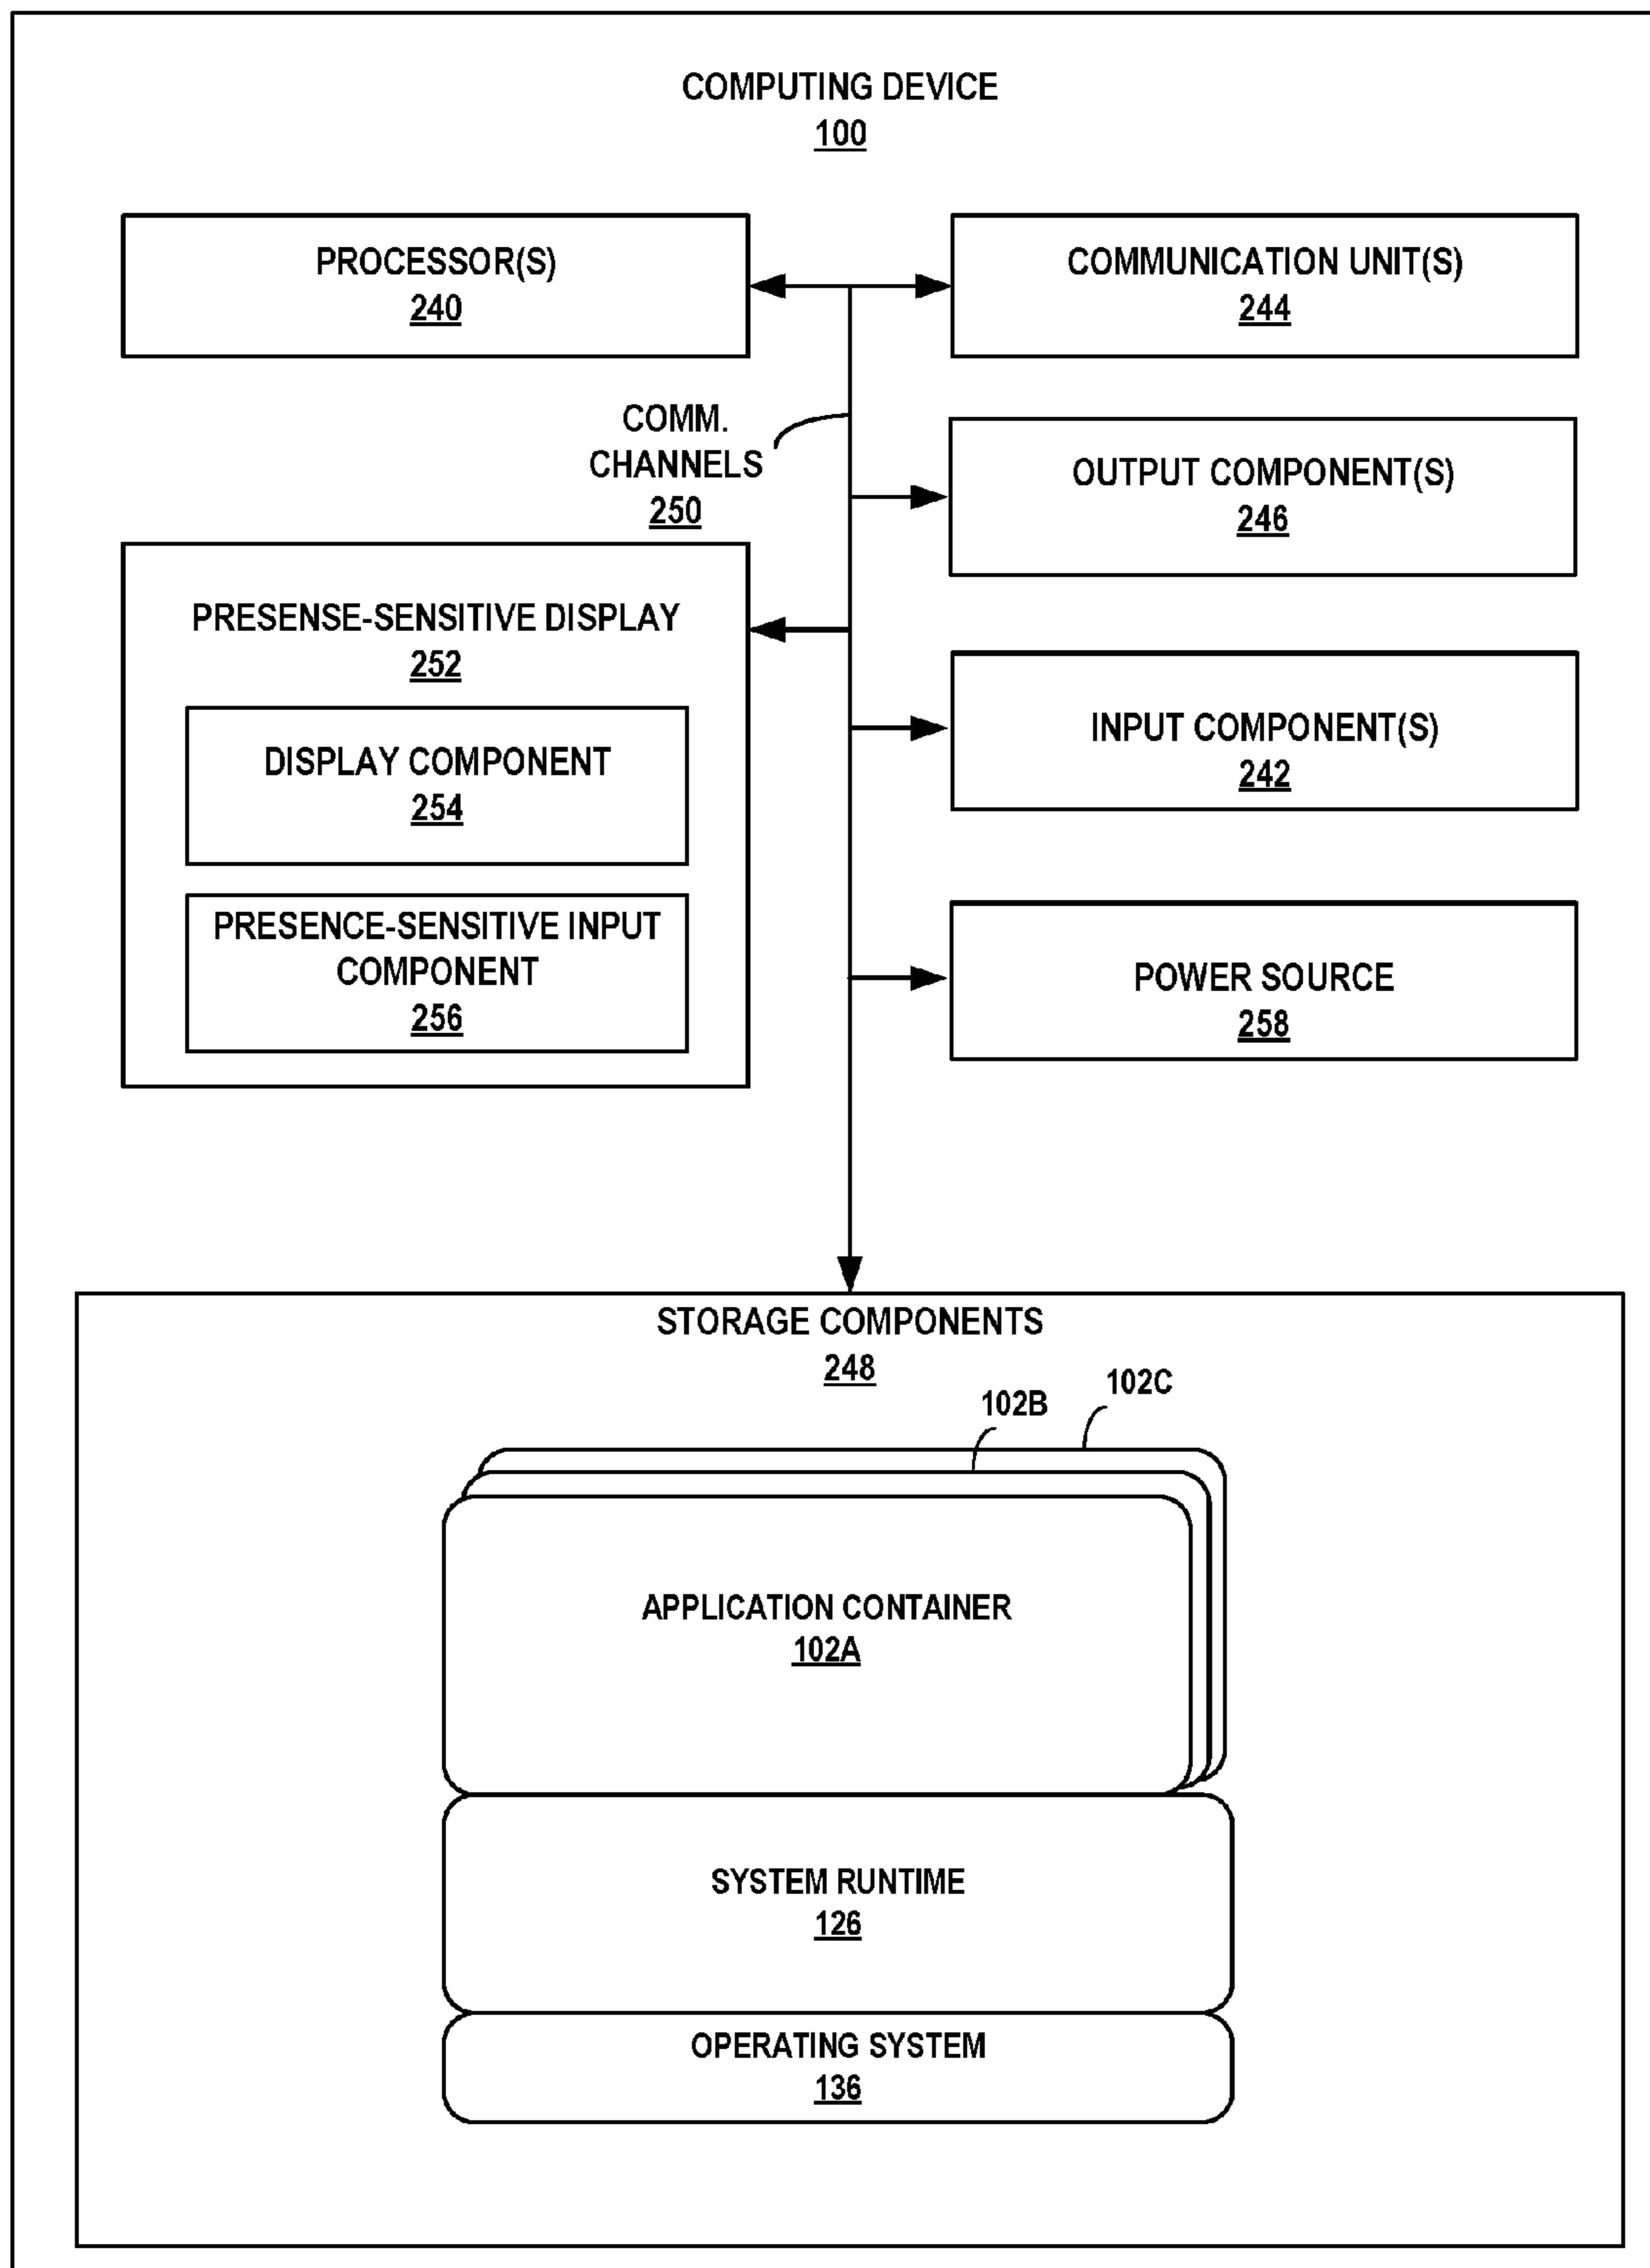 COMPUTING DEVICE
100
PROCESSOR(S)
240
COMMUNICATION UNIT(S)
244
COMM.
CHANNELS
250
OUTPUT COMPONENT(S)
246
PRESENSE-SENSITIVE DISPLAY
252
DISPLAY COMPONENT
254
PRESENCE-SENSITIVE INPUT
COMPONENT
256
INPUT COMPONENT(S)
242
POWER SOURCE
258
STORAGE COMPONENTS
248
102C
102B
APPLICATION CONTAINER
102A
SYSTEM RUNTIME
126
OPERATING SYSTEM
136